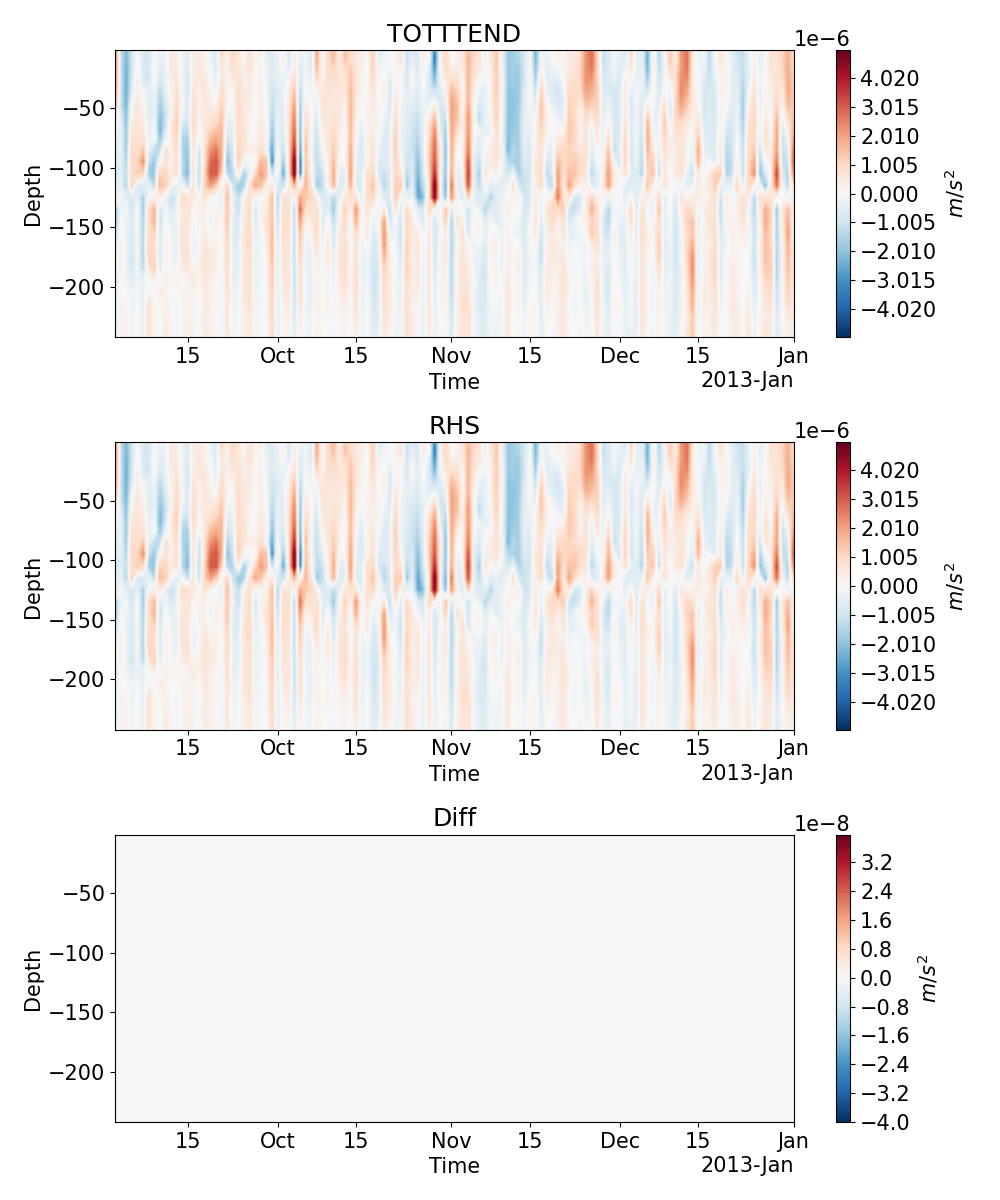 TOTTTEND
1e−6
Depth
−50
−100
−150
−200
15 Oct 15 Nov 15 Dec 15 Jan
Time
2013-Jan
4.020
3.015
2.010
1.005
0.000
−1.005
−2.010
−3.015
−4.020
m/s²
RHS
1e−6
Depth
−50
−100
−150
−200
15 Oct 15 Nov 15 Dec 15 Jan
Time
2013-Jan
4.020
3.015
2.010
1.005
0.000
−1.005
−2.010
−3.015
−4.020
m/s²
Diff
1e−8
Depth
−50
−100
−150
−200
15 Oct 15 Nov 15 Dec 15 Jan
Time
2013-Jan
3.2
2.4
1.6
0.8
0.0
−0.8
−1.6
−2.4
−3.2
−4.0
m/s²